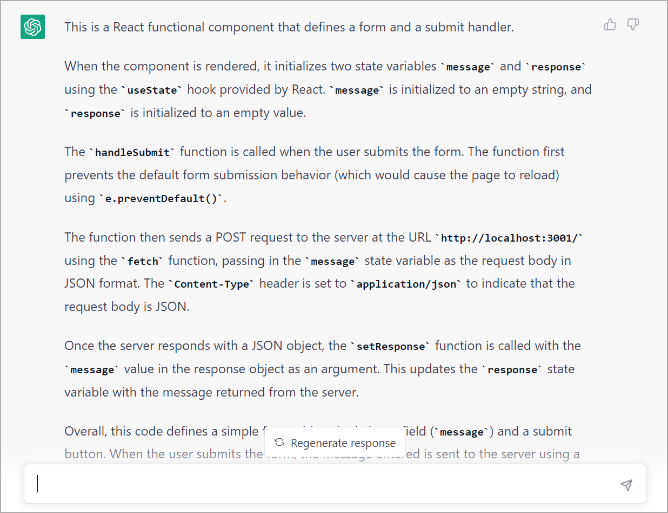 This is a React functional component that defines a form and a submit handler.
When the component is rendered, it initializes two state variables `message` and `response`
using the `useState` hook provided by React. `message` is initialized to an empty string, and
`response` is initialized to an empty value.
The `handleSubmit` function is called when the user submits the form. The function first
prevents the default form submission behavior (which would cause the page to reload)
using `e.preventDefault()`.
The function then sends a POST request to the server at the URL `http://localhost:3001/`
using the `fetch` function, passing in the `message` state variable as the request body in
JSON format. The `Content-Type` header is set to `application/json` to indicate that the
request body is JSON.
Once the server responds with a JSON object, the `setResponse` function is called with the
`message` value in the response object as an argument. This updates the `response` state
variable with the message returned from the server.
Overall, this code defines a simple field (`message`) and a submit
Regenerate response
button. When the user submits the form, the message entered is sent to the server using a